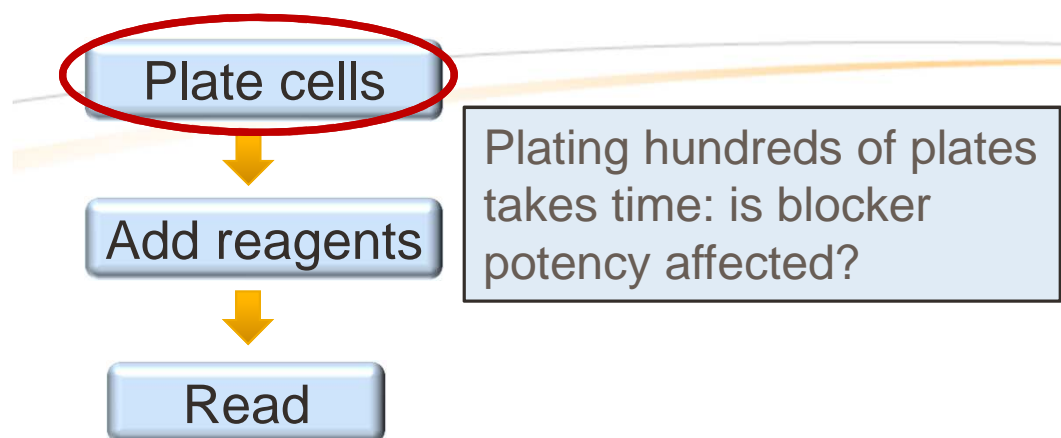 Plate cells
Plating hundreds of plates
takes time: is blocker
potency affected?
Add reagents
Read